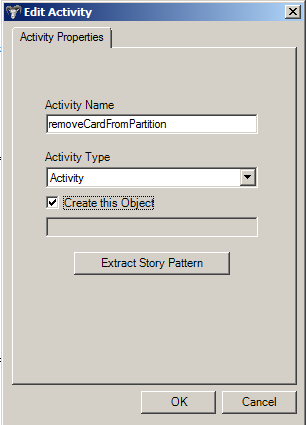 Edit Activity
Activity Properties
Activity Name
removeCardFromPartition
Activity Type
Activity
Create this Object
Extract Story Pattern
OK
Cancel